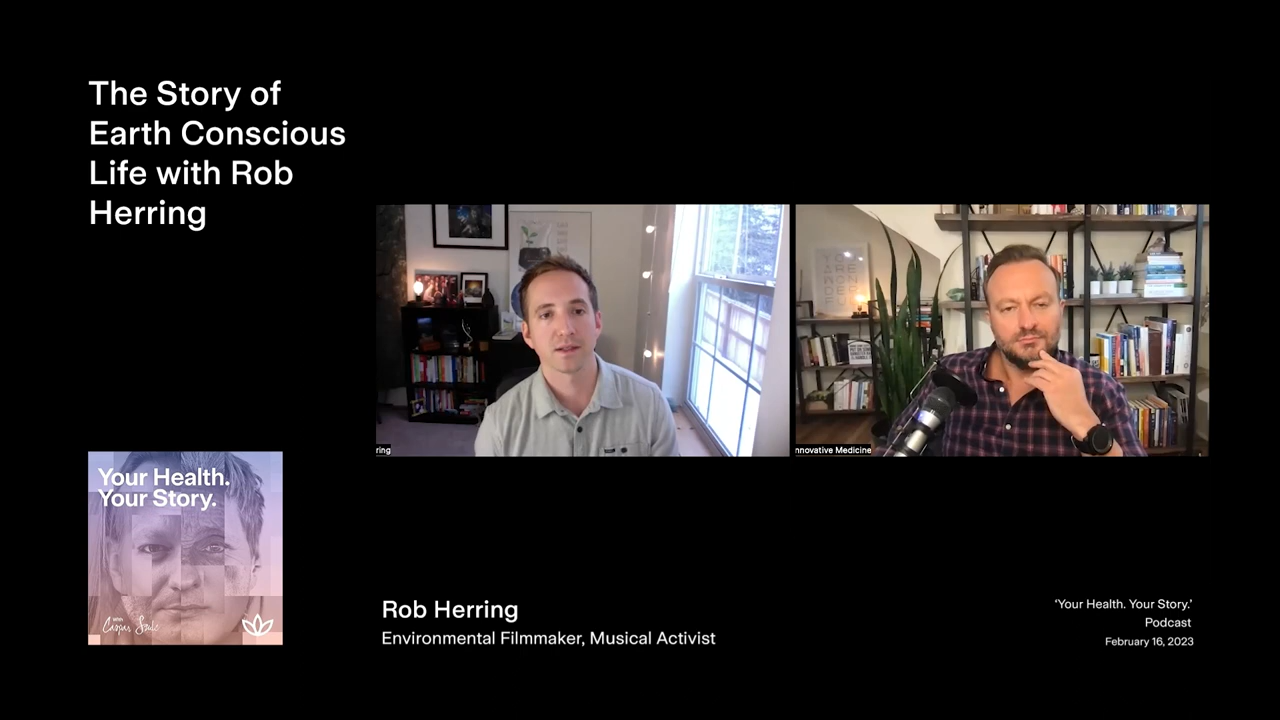 The Story of
Earth Conscious
Life with Rob
Herring
ring
nnovative Medicine
Your Health.
Your Story.
with
Rob Herring
Environmental Filmmaker, Musical Activist
‘Your Health. Your Story.’
Podcast
February 16, 2023